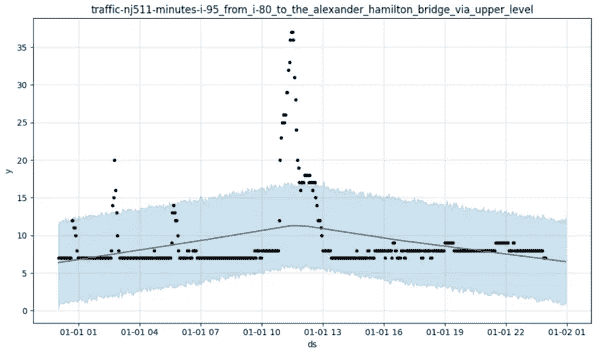 traffic-nj511-minutes-i-95_from_i-80_to_the_alexander_hamilton_bridge_via_upper_level
35
30
25
20
15
10
5
0
y
01-01 01 01-01 04 01-01 07 01-01 10 01-01 13 01-01 16 01-01 19 01-01 22 01-02 01
ds